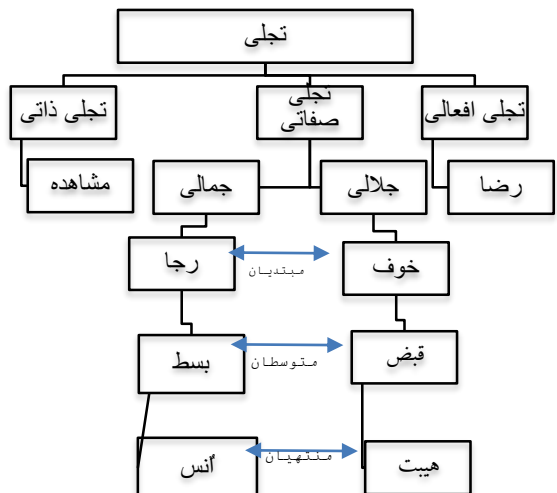 تجلی
تجلی افعالی
تجلی
صفاتی
تجلی ذاتی
رضا
جلالی
جمالی
مشاهده
خوف
مبتدیان
رجا
قبض
متوسطان
بسط
هیبت
منتهیان
اُنس